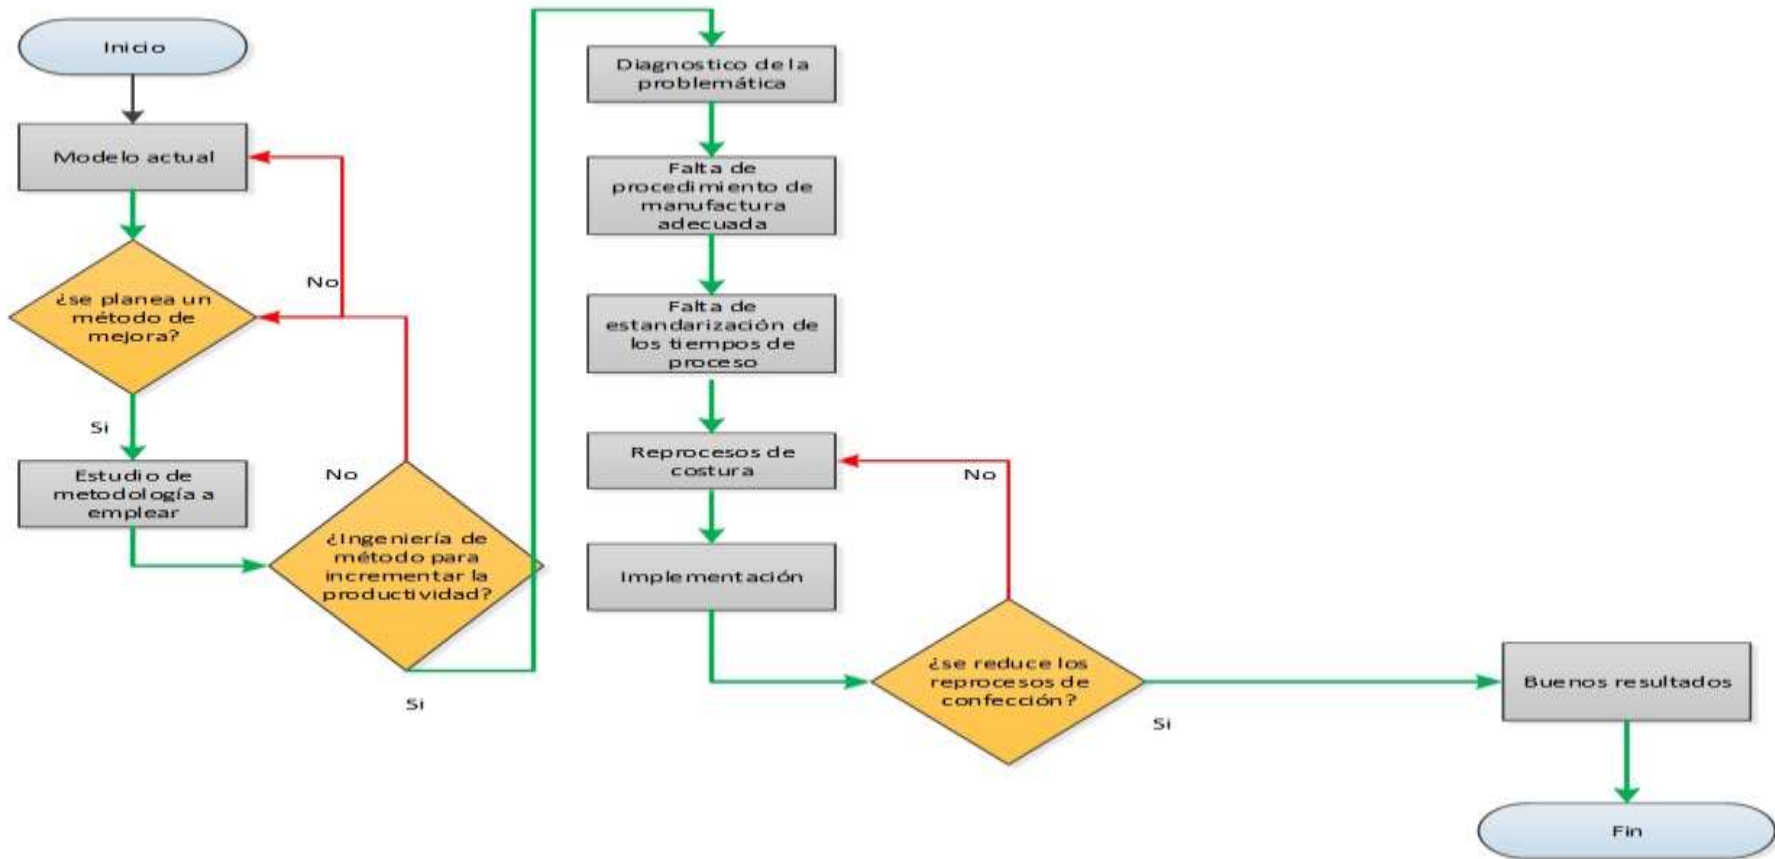 Inicio
Modelo actual
No
¿se planea un
método de
mejora?
Si
Estudio de
metodología a
emplear
No
¿Ingeniería de
método para
incrementar la
productividad?
Si
Diagnostico de la
problemática
Falta de
procedimiento de
manufactura
adecuada
Falta de
estandarización de
los tiempos de
proceso
Reprocesos de
costura
No
Implementación
¿se reduce los
reprocesos de
confección?
Si
Buenos resultados
Fin